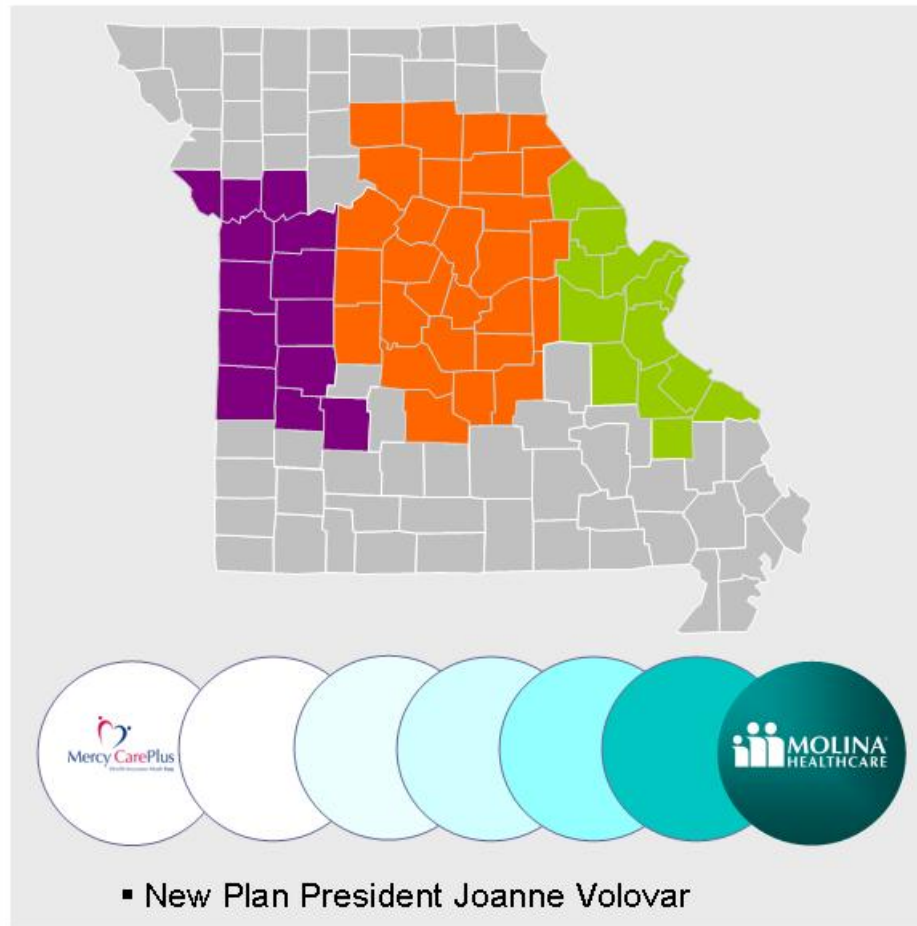 Mercy CarePlus
MOLINA
HEALTHCARE
▪ New Plan President Joanne Volovar